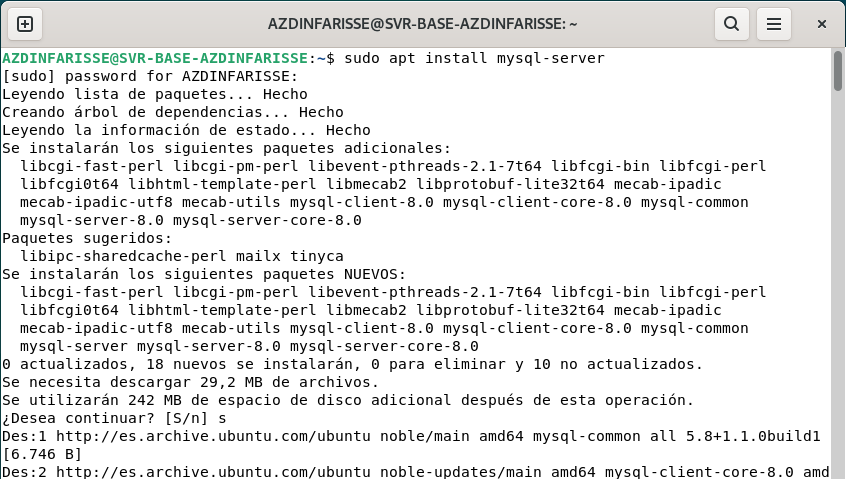 AZDINFARISSE@SVR-BASE-AZDINFARISSE: ~
AZDINFARISSE@SVR-BASE-AZDINFARISSE:~$ sudo apt install mysql-server
[sudo] password for AZDINFARISSE:
Leyendo lista de paquetes... Hecho
Creando árbol de dependencias... Hecho
Leyendo la información de estado... Hecho
Se instalarán los siguientes paquetes adicionales:
  libcgi-fast-perl libcgi-pm-perl libevent-pthreads-2.1-7t64 libfcgi-bin libfcgi-perl
  libfcgi0t64 libhtml-template-perl libmecab2 libprotobuf-lite32t64 mecab-ipadic
  mecab-ipadic-utf8 mecab-utils mysql-client-8.0 mysql-client-core-8.0 mysql-common
  mysql-server-8.0 mysql-server-core-8.0
Paquetes sugeridos:
  libipc-sharedcache-perl mailx tinyca
Se instalarán los siguientes paquetes NUEVOS:
  libcgi-fast-perl libcgi-pm-perl libevent-pthreads-2.1-7t64 libfcgi-bin libfcgi-perl
  libfcgi0t64 libhtml-template-perl libmecab2 libprotobuf-lite32t64 mecab-ipadic
  mecab-ipadic-utf8 mecab-utils mysql-client-8.0 mysql-client-core-8.0 mysql-common
  mysql-server mysql-server-8.0 mysql-server-core-8.0
0 actualizados, 18 nuevos se instalarán, 0 para eliminar y 10 no actualizados.
Se necesita descargar 29,2 MB de archivos.
Se utilizarán 242 MB de espacio de disco adicional después de esta operación.
¿Desea continuar? [S/n] s
Des:1 http://es.archive.ubuntu.com/ubuntu noble/main amd64 mysql-common all 5.8+1.1.0build1
[6.746 B]
Des:2 http://es.archive.ubuntu.com/ubuntu noble-updates/main amd64 mysql-client-core-8.0 amd